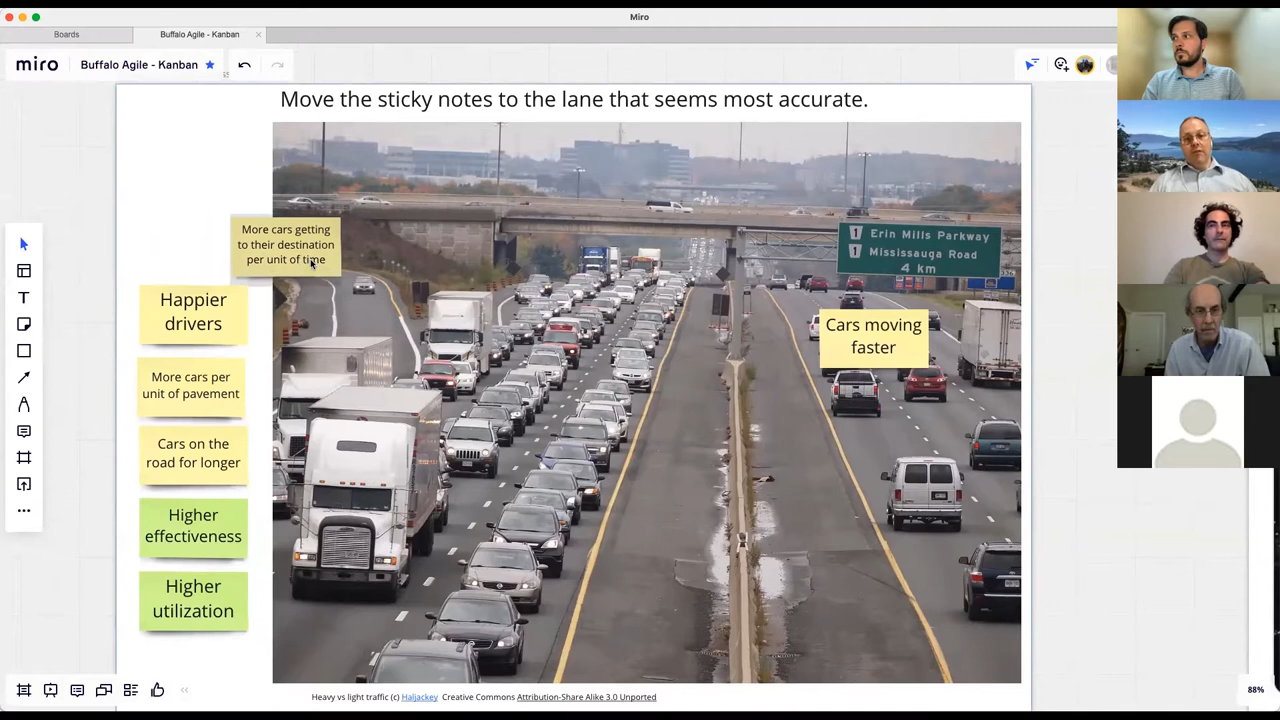 Miro
Boards
Buffalo Agile - Kanban
miro
Buffalo Agile - Kanban
Move the sticky notes to the lane that seems most accurate.
More cars getting
to their destination
per unit of time
Erin Mills Parkway
Mississauga Road
4 km
Happier
drivers
Cars moving
faster
More cars per
unit of pavement
Cars on the
road for longer
Higher
effectiveness
Higher
utilization
T
Heavy vs light traffic (c) Haljackey Creative Commons Attribution-Share Alike 3.0 Unported
88%